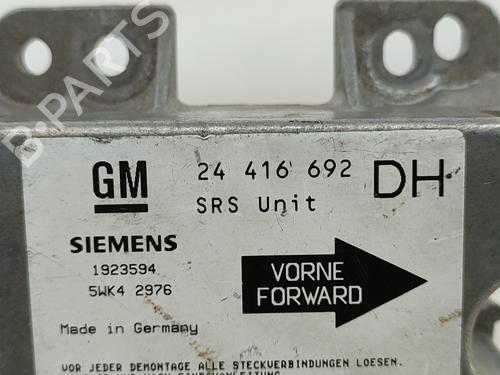 B-PARTS
GM
24 416 692 DH
SRS Unit
SIEMENS
1923594
5WK4 2976
VORNE
FORWARD
Made in Germany
VOR JEDER DEMONTAGE ALLE STECKVERBINDUNGEN LOESEN.